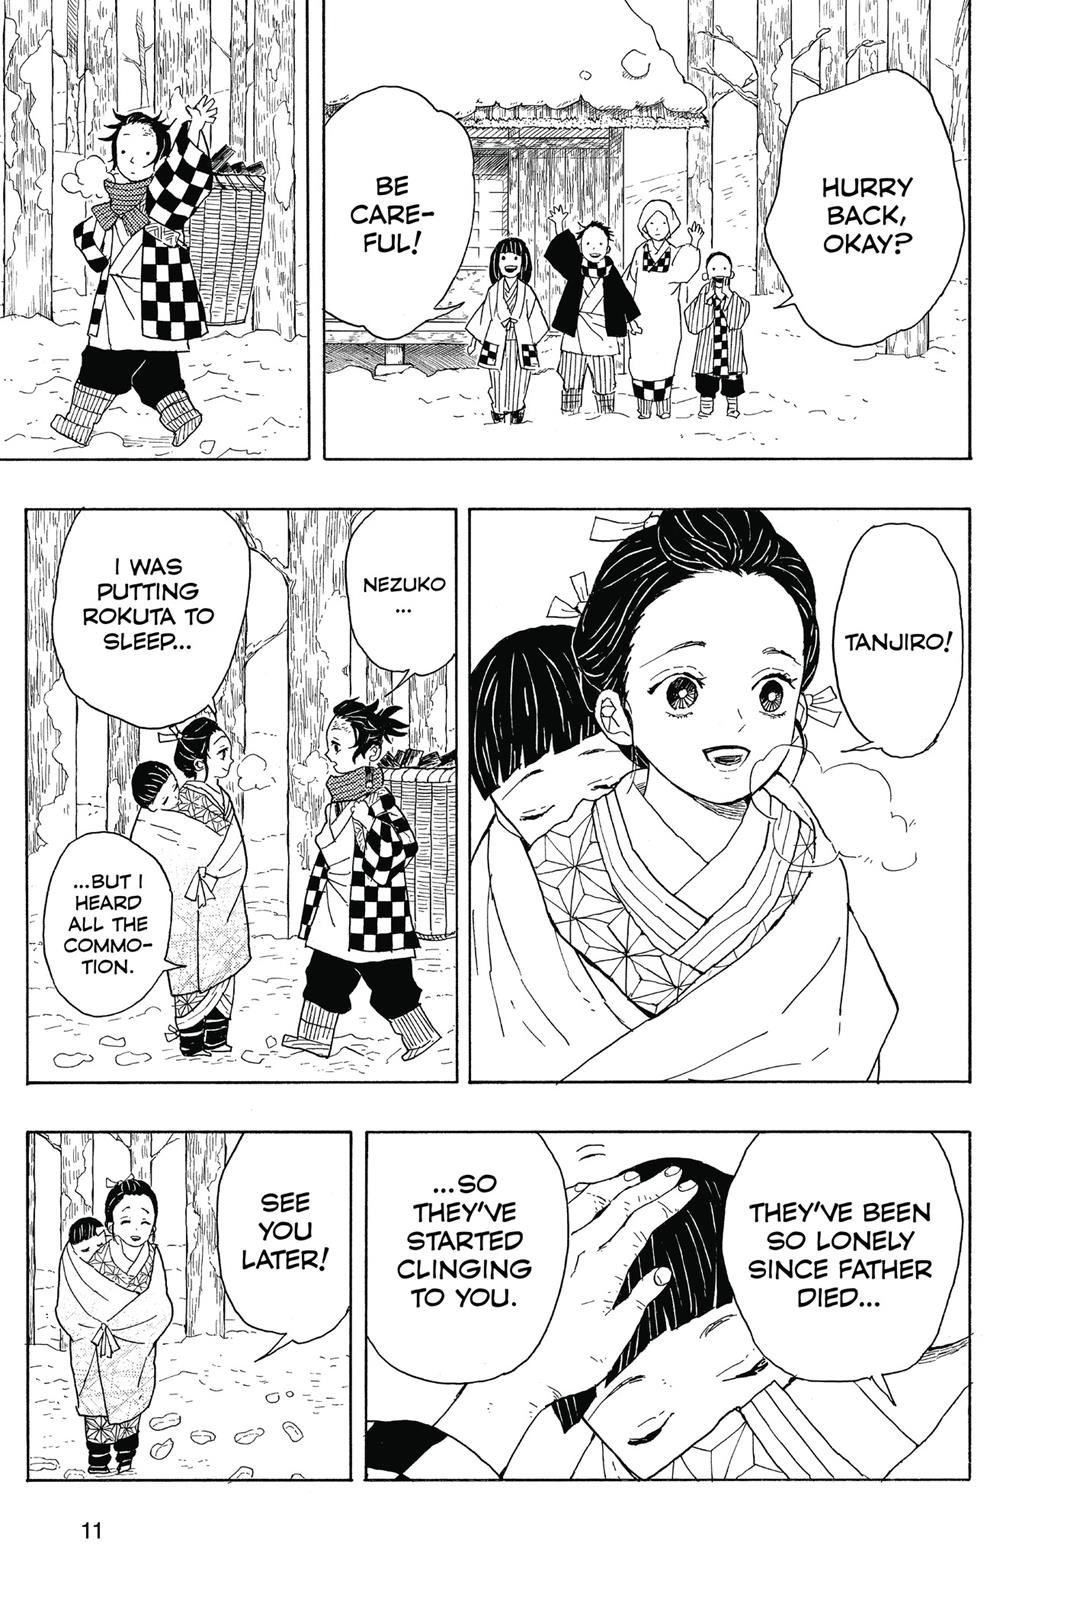 HURRY
BACK,
OKAY?
BE
CARE-
FUL!
TANJIRO!
NEZUKO
...
I WAS
PUTTING
ROKUTA TO
SLEEP...
...BUT I
HEARD
ALL THE
COMMO-
TION.
THEY'VE BEEN
SO LONELY
SINCE FATHER
DIED...
...SO
THEY'VE
STARTED
CLINGING
TO YOU.
SEE
YOU
LATER!
11